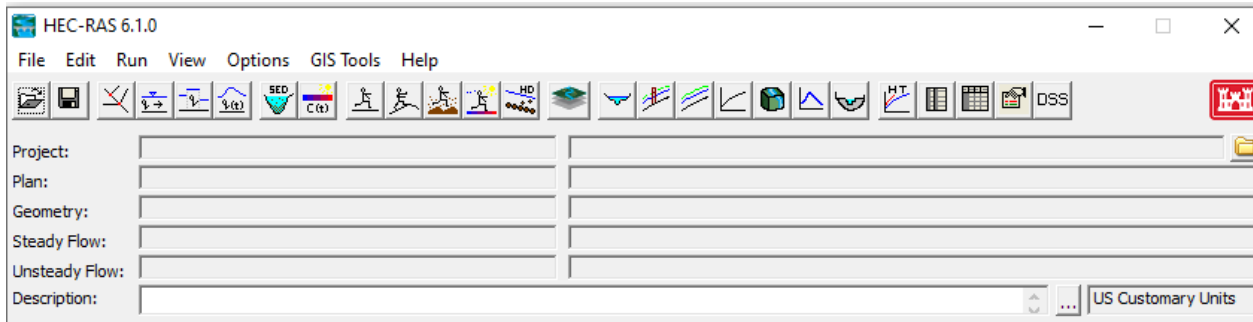 HEC-RAS 6.1.0
File Edit Run View Options GIS Tools Help
SED C(t) HD HT DSS
Project:
Plan:
Geometry:
Steady Flow:
Unsteady Flow:
Description: ... US Customary Units